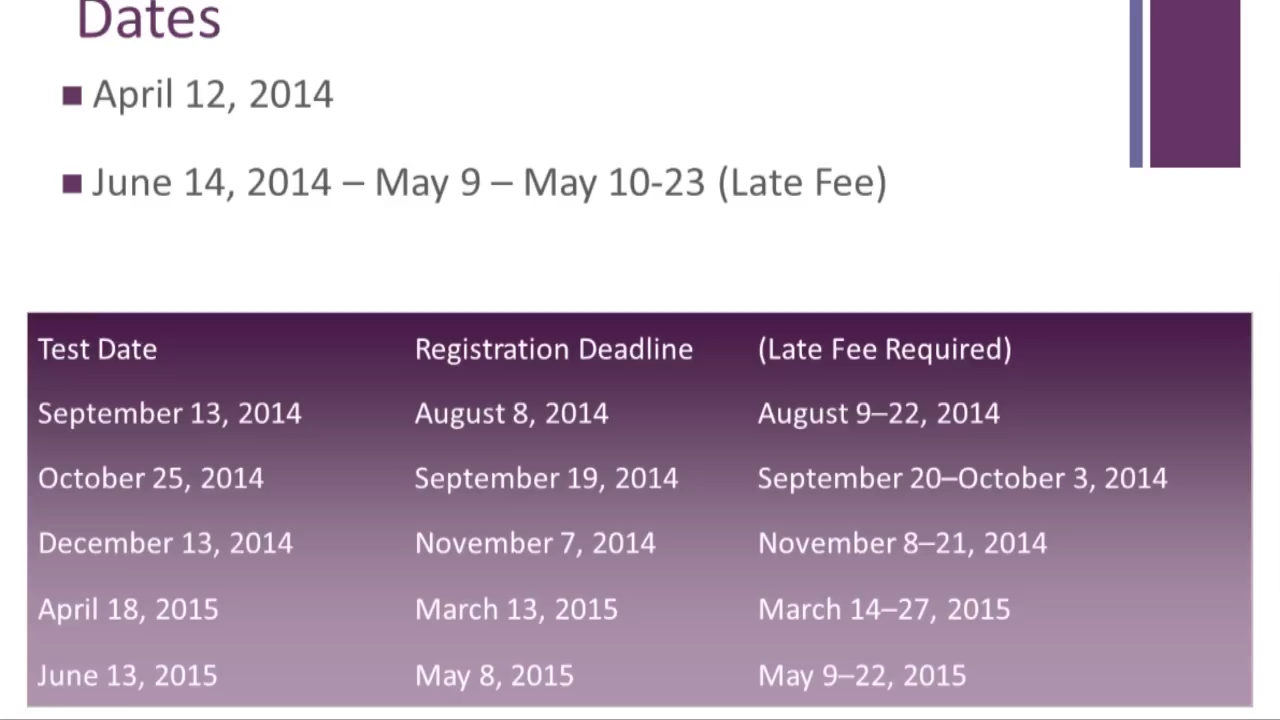 Dates
April 12, 2014
June 14, 2014 – May 9 – May 10-23 (Late Fee)
Test Date Registration Deadline (Late Fee Required)
September 13, 2014 August 8, 2014 August 9–22, 2014
October 25, 2014 September 19, 2014 September 20–October 3, 2014
December 13, 2014 November 7, 2014 November 8–21, 2014
April 18, 2015 March 13, 2015 March 14–27, 2015
June 13, 2015 May 8, 2015 May 9–22, 2015